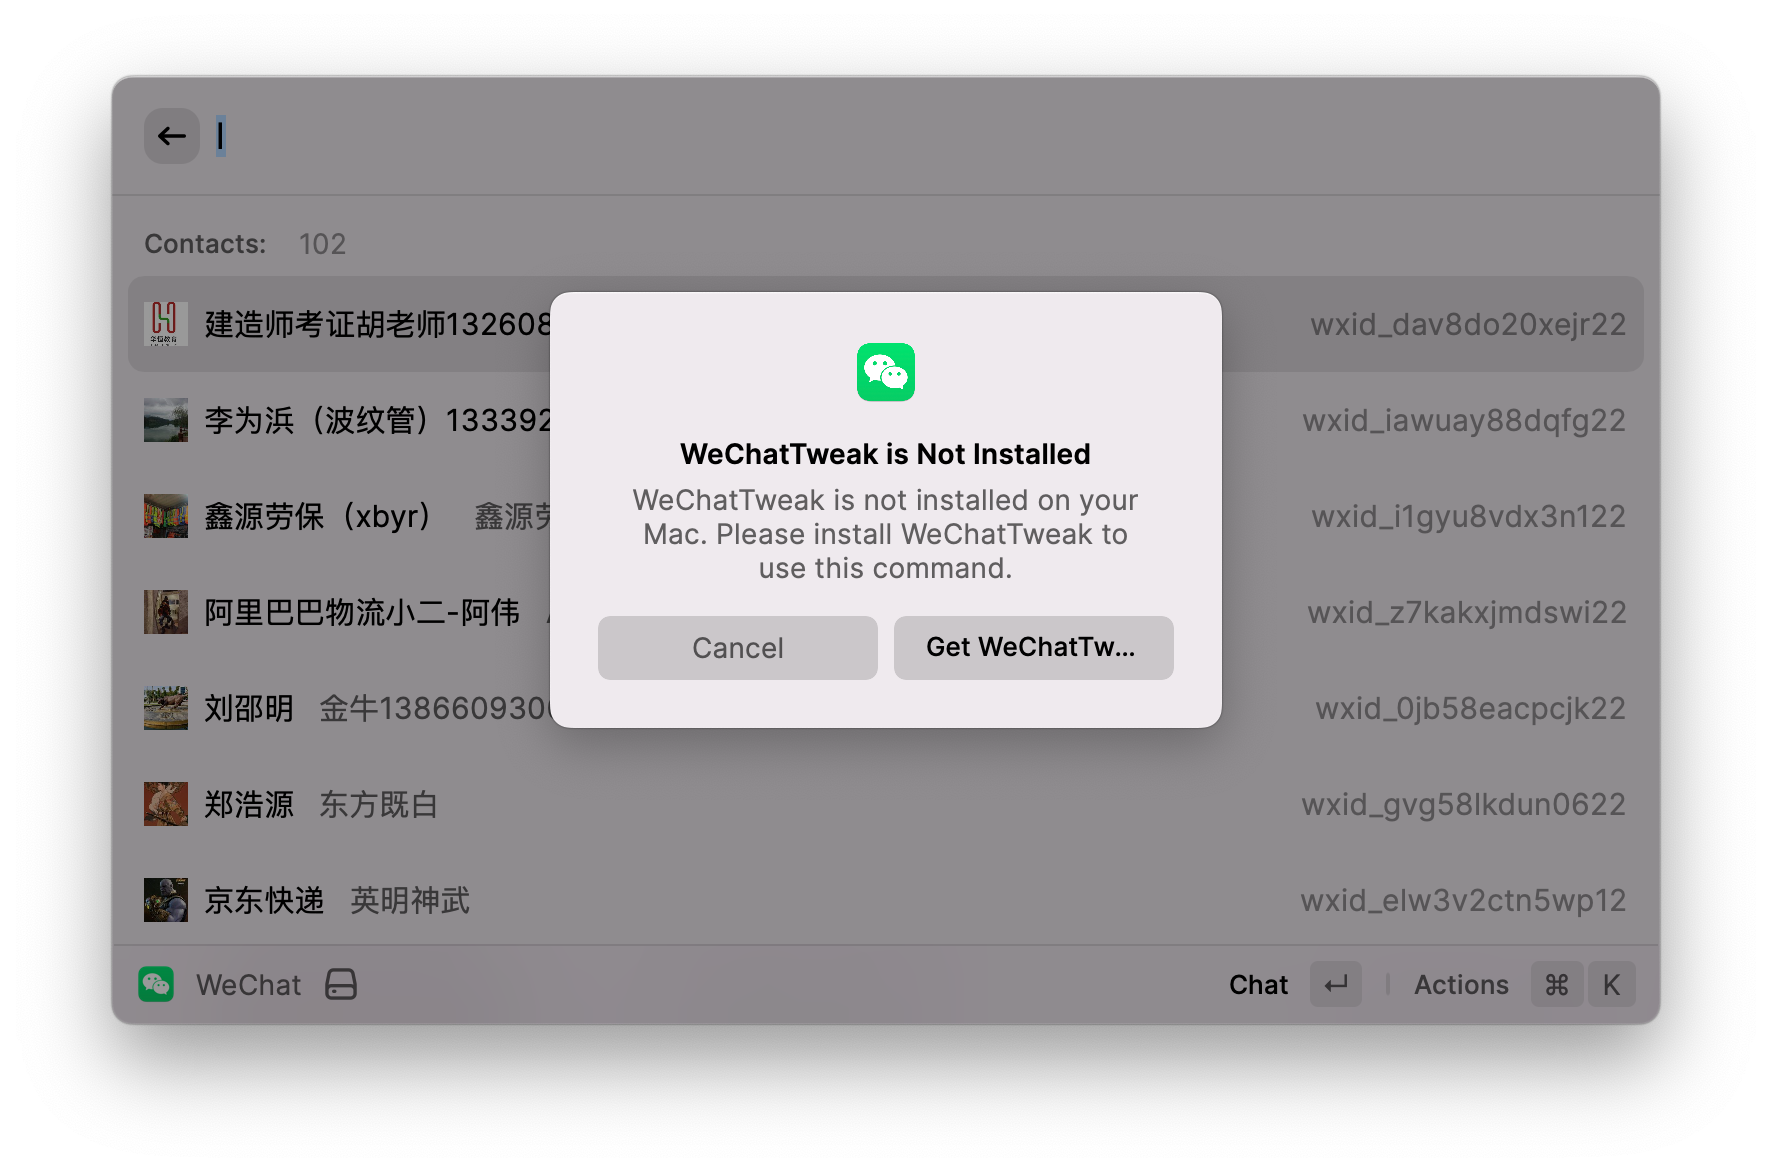 Contacts: 102
建造师考证胡老师132608
wxid_dav8do20xejr22
李为浜（波纹管）133392
wxid_iawuay88dqfg22
鑫源劳保（xbyr） 鑫源劳
wxid_i1gyu8vdx3n122
阿里巴巴物流小二-阿伟
wxid_z7kakxjmdswi22
刘邵明 金牛1386609300
wxid_0jb58eacpcjk22
郑浩源 东方既白
wxid_gvg58lkdun0622
京东快递 英明神武
wxid_elw3v2ctn5wp12
WeChatTweak is Not Installed
WeChatTweak is not installed on your
Mac. Please install WeChatTweak to
use this command.
Cancel
Get WeChatTw...
WeChat
Chat
Actions ⌘ K